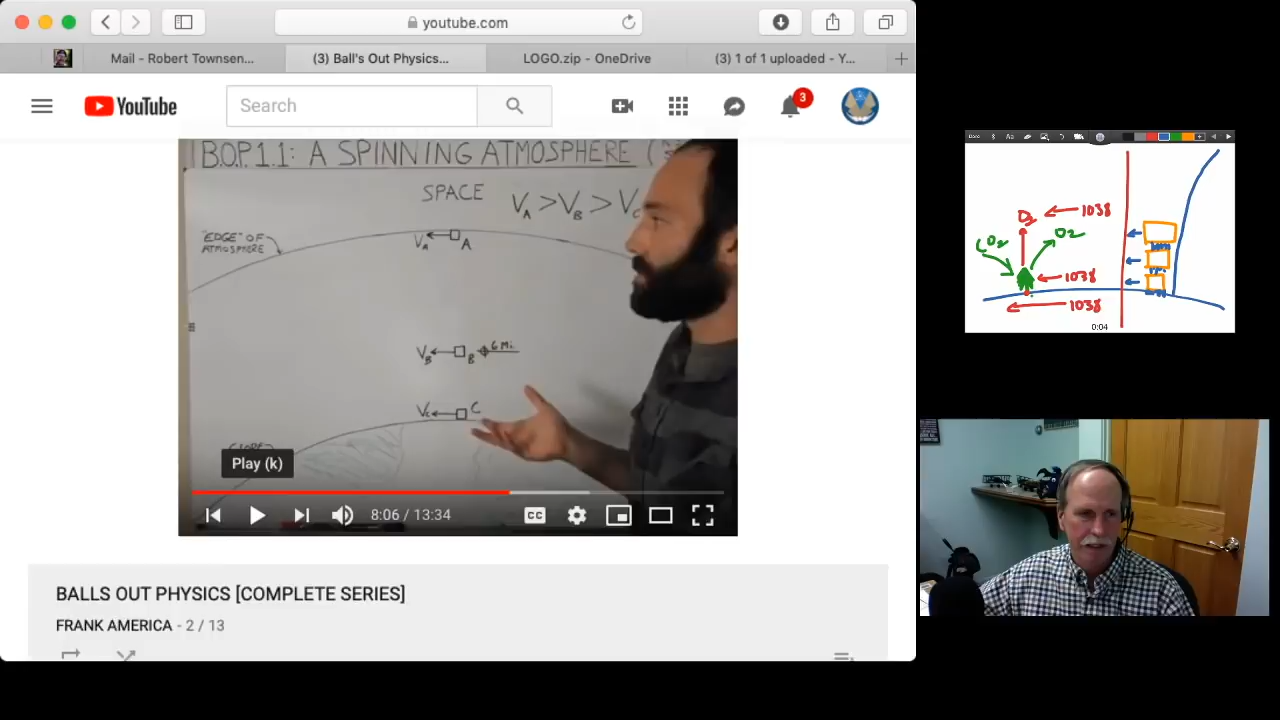 youtube.com
Mail - Robert Townsen...
(3) Ball's Out Physics...
LOGO.zip - OneDrive
(3) 1 of 1 uploaded - Y...
YouTube
Search
3
B.O.P. 1.1: A SPINNING ATMOSPHERE (
SPACE
VA > VB > VC
"EDGE" OF
ATMOSPHERE
VA
A
VB
B
6 Mi
VC
C
Play (k)
8:06 / 13:34
CC
BALLS OUT PHYSICS [COMPLETE SERIES]
FRANK AMERICA - 2 / 13
Done
Aa
1038
CO2
O2
1038
1038
0:04